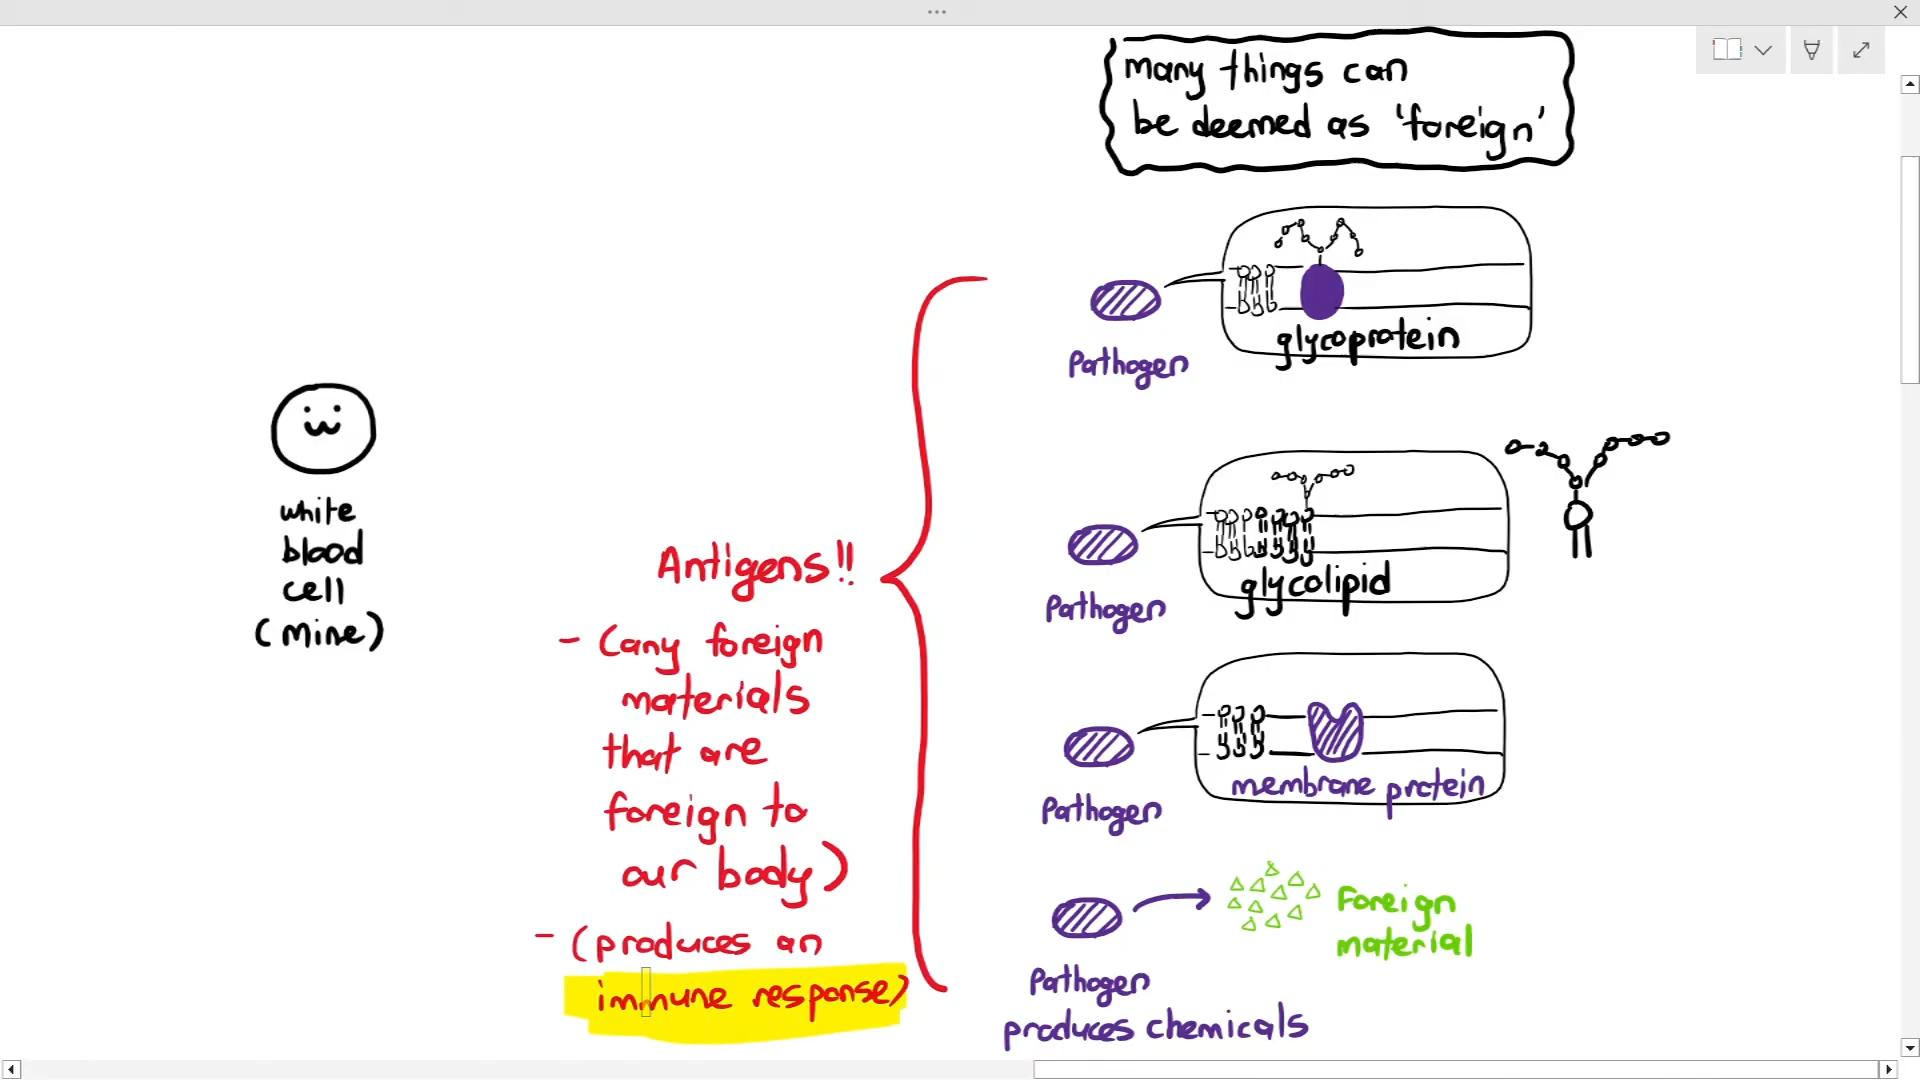 many things can
be deemed as 'foreign'
glycoprotein
Pathogen
white
blood
cell
(mine)
Antigens!!
- (any foreign
materials
that are
foreign to
our body)
- (produces an
immune response)
glycolipid
Pathogen
membrane protein
Pathogen
Foreign
material
Pathogen
produces chemicals